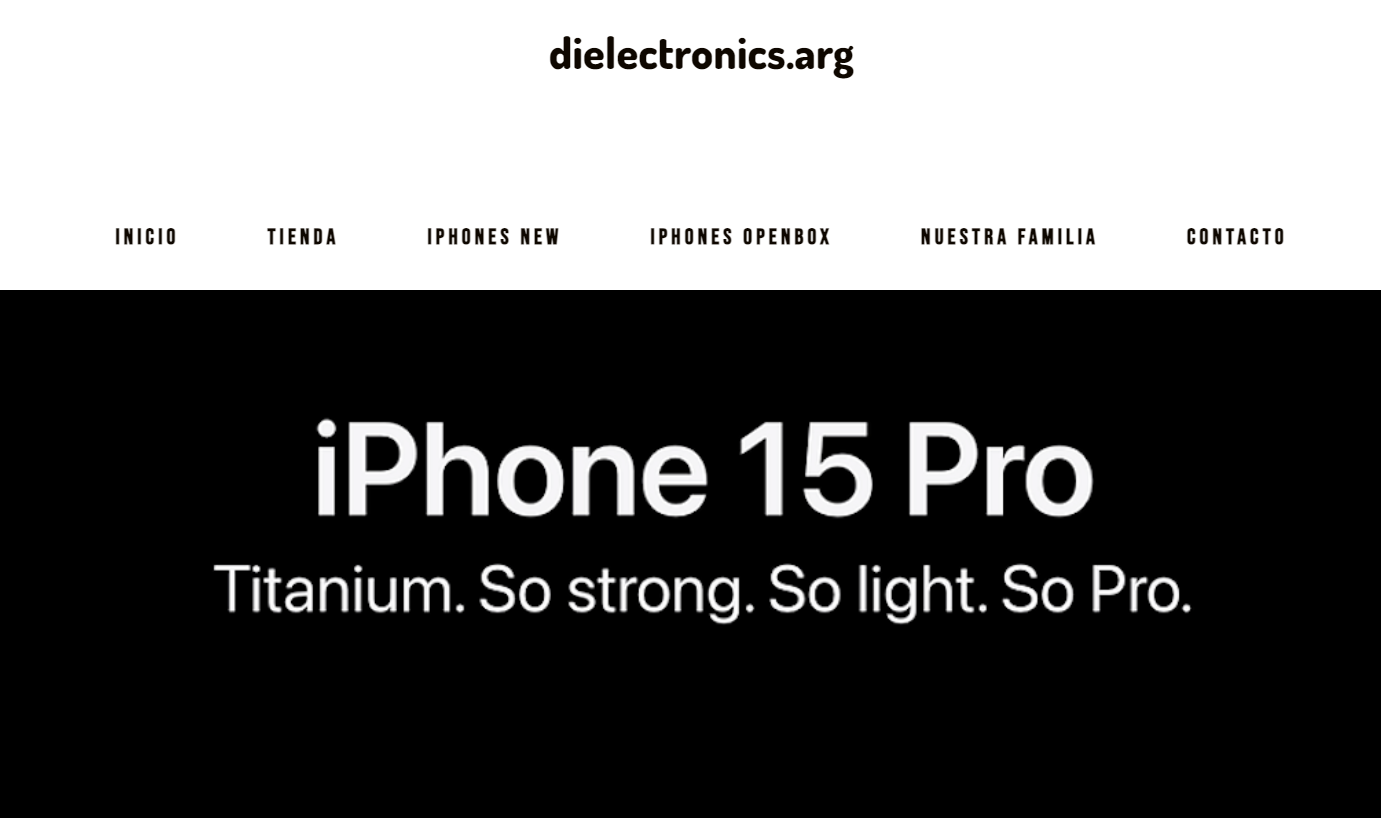 dielectronics.arg
INICIO TIENDA IPHONES NEW IPHONES OPENBOX NUESTRA FAMILIA CONTACTO
iPhone 15 Pro
Titanium. So strong. So light. So Pro.